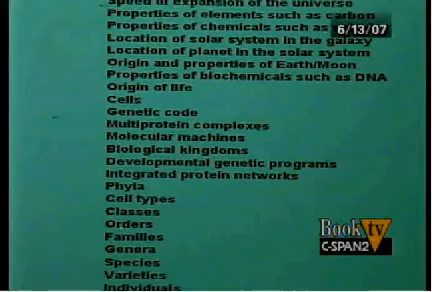 Speed of expansion of the universe
Properties of elements such as carbon
Properties of chemicals such as
6/13/07
Location of solar system in the galaxy
Location of planet in the solar system
Origin and properties of Earth/Moon
Properties of biochemicals such as DNA
Origin of life
Cells
Genetic code
Multiprotein complexes
Molecular machines
Biological kingdoms
Developmental genetic programs
Integrated protein networks
Phyla
Cell types
Classes
Orders
Families
Genera
Species
Varieties
Individuals
Book tv
C-SPAN2